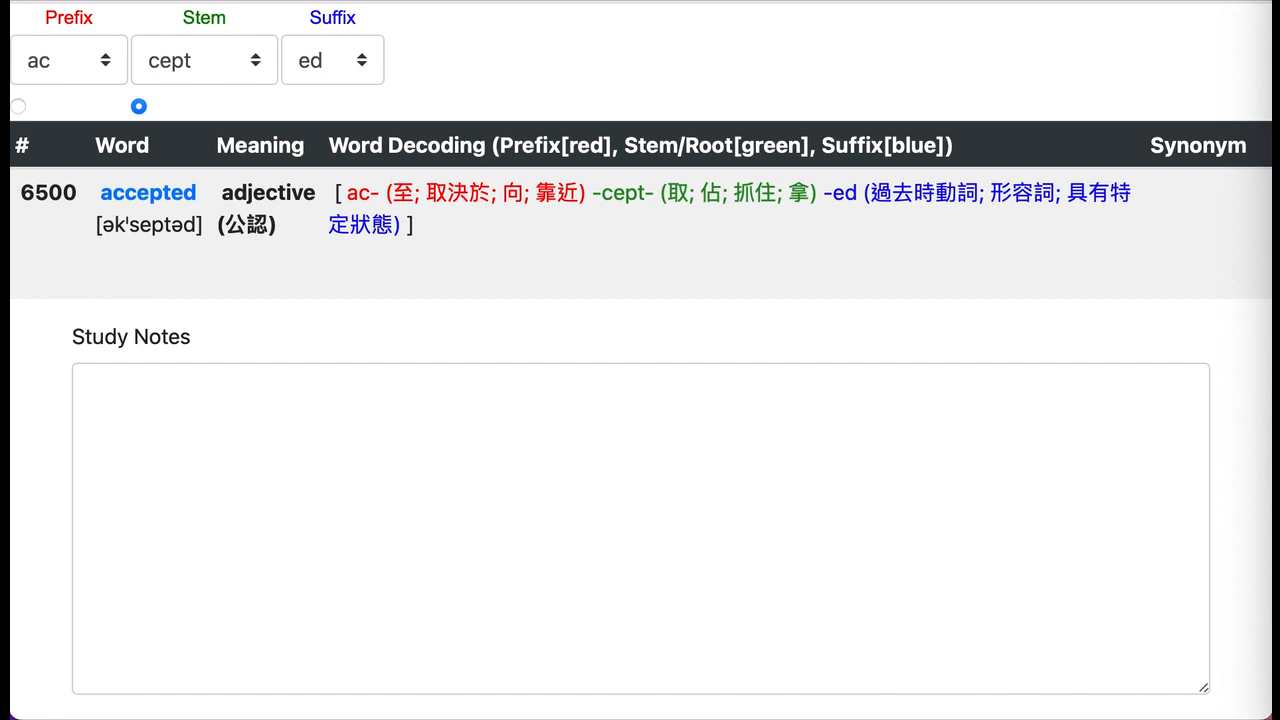 Prefix Stem Suffix
ac cept ed
# Word Meaning Word Decoding (Prefix[red], Stem/Root[green], Suffix[blue]) Synonym
6500 accepted adjective [ ac- (至; 取決於; 向; 靠近) -cept- (取; 佔; 抓住; 拿) -ed (過去時動詞; 形容詞; 具有特
[ək'septəd] (公認) 定狀態) ]
Study Notes